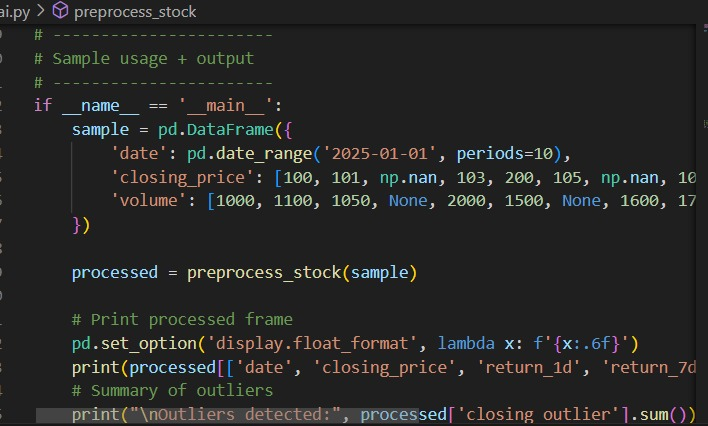 ai.py > preprocess_stock
# -----------------------
# Sample usage + output
# -----------------------
if __name__ == '__main__':
    sample = pd.DataFrame({
        'date': pd.date_range('2025-01-01', periods=10),
        'closing_price': [100, 101, np.nan, 103, 200, 105, np.nan, 10
        'volume': [1000, 1100, 1050, None, 2000, 1500, None, 1600, 17
    })
    processed = preprocess_stock(sample)
    # Print processed frame
    pd.set_option('display.float_format', lambda x: f'{x:.6f}')
    print(processed[['date', 'closing_price', 'return_1d', 'return_7d
    # Summary of outliers
    print("\nOutliers detected:", processed['closing_outlier'].sum())